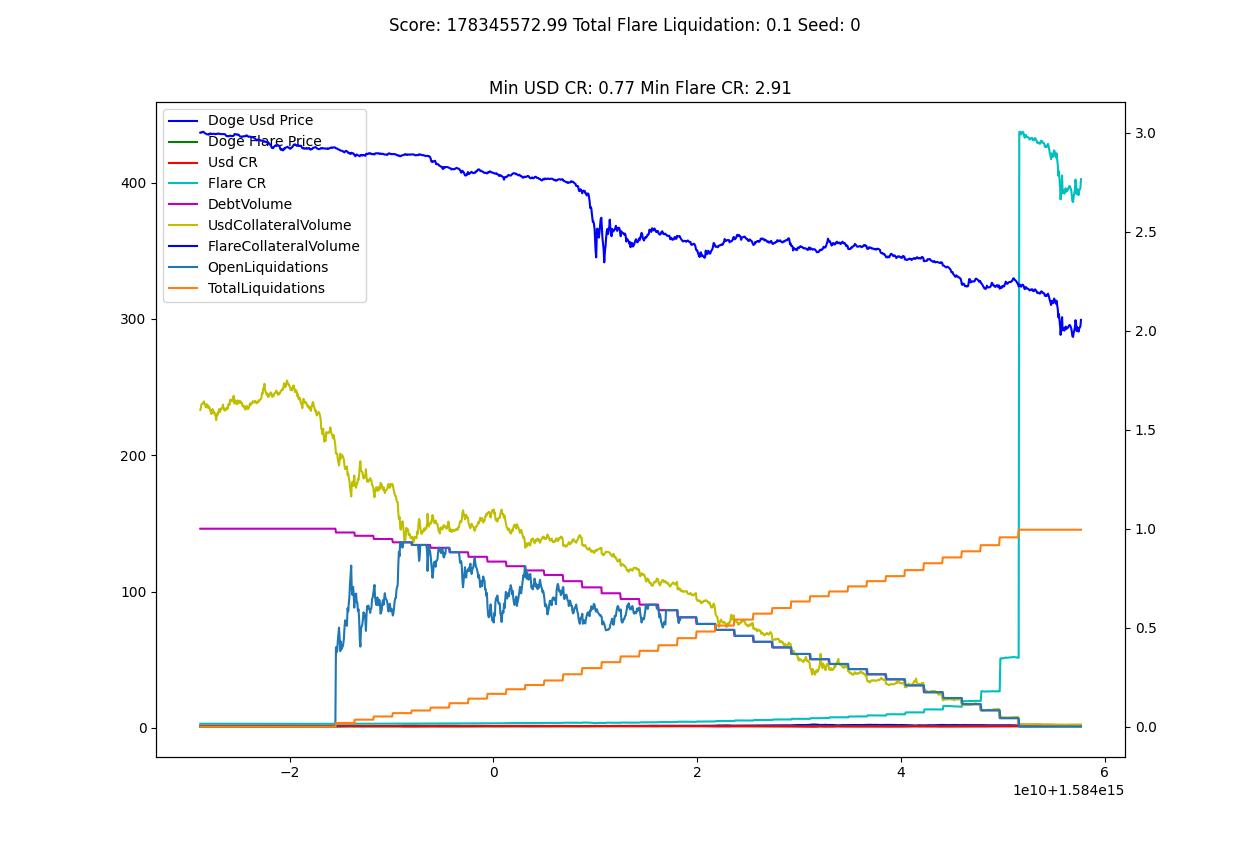 Score: 178345572.99 Total Flare Liquidation: 0.1 Seed: 0
Min USD CR: 0.77 Min Flare CR: 2.91
Doge Usd Price
Doge Flare Price
Usd CR
Flare CR
DebtVolume
UsdCollateralVolume
FlareCollateralVolume
OpenLiquidations
TotalLiquidations
400
300
200
100
0
3.0
2.5
2.0
1.5
1.0
0.5
0.0
−2 0 2 4 6
1e10+1.584e15